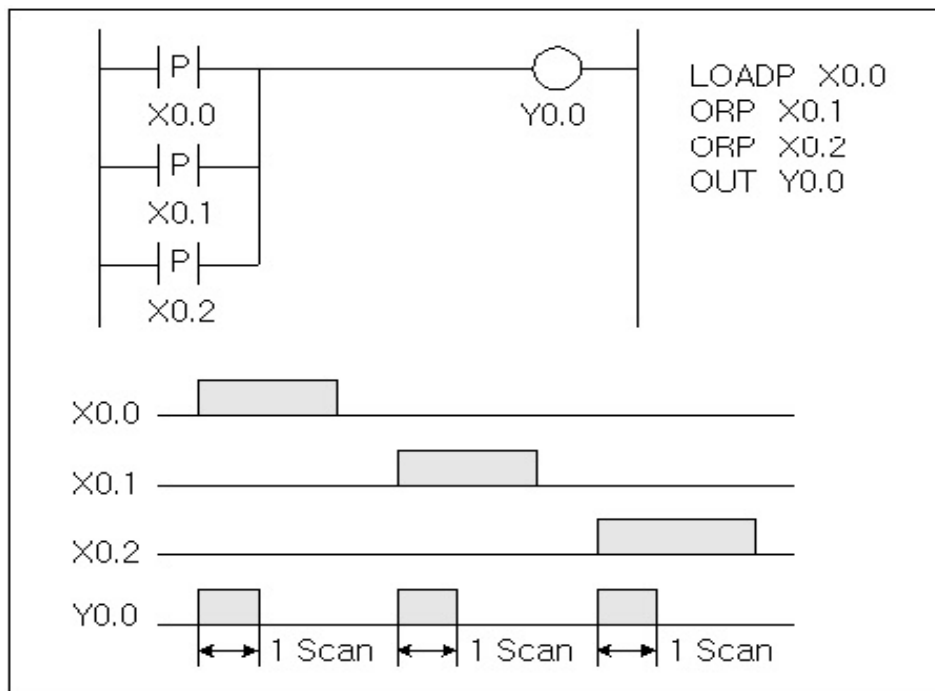 P
X0.0
P
X0.1
P
X0.2
Y0.0
LOADP X0.0
ORP X0.1
ORP X0.2
OUT Y0.0
X0.0
X0.1
X0.2
Y0.0
1 Scan 1 Scan 1 Scan